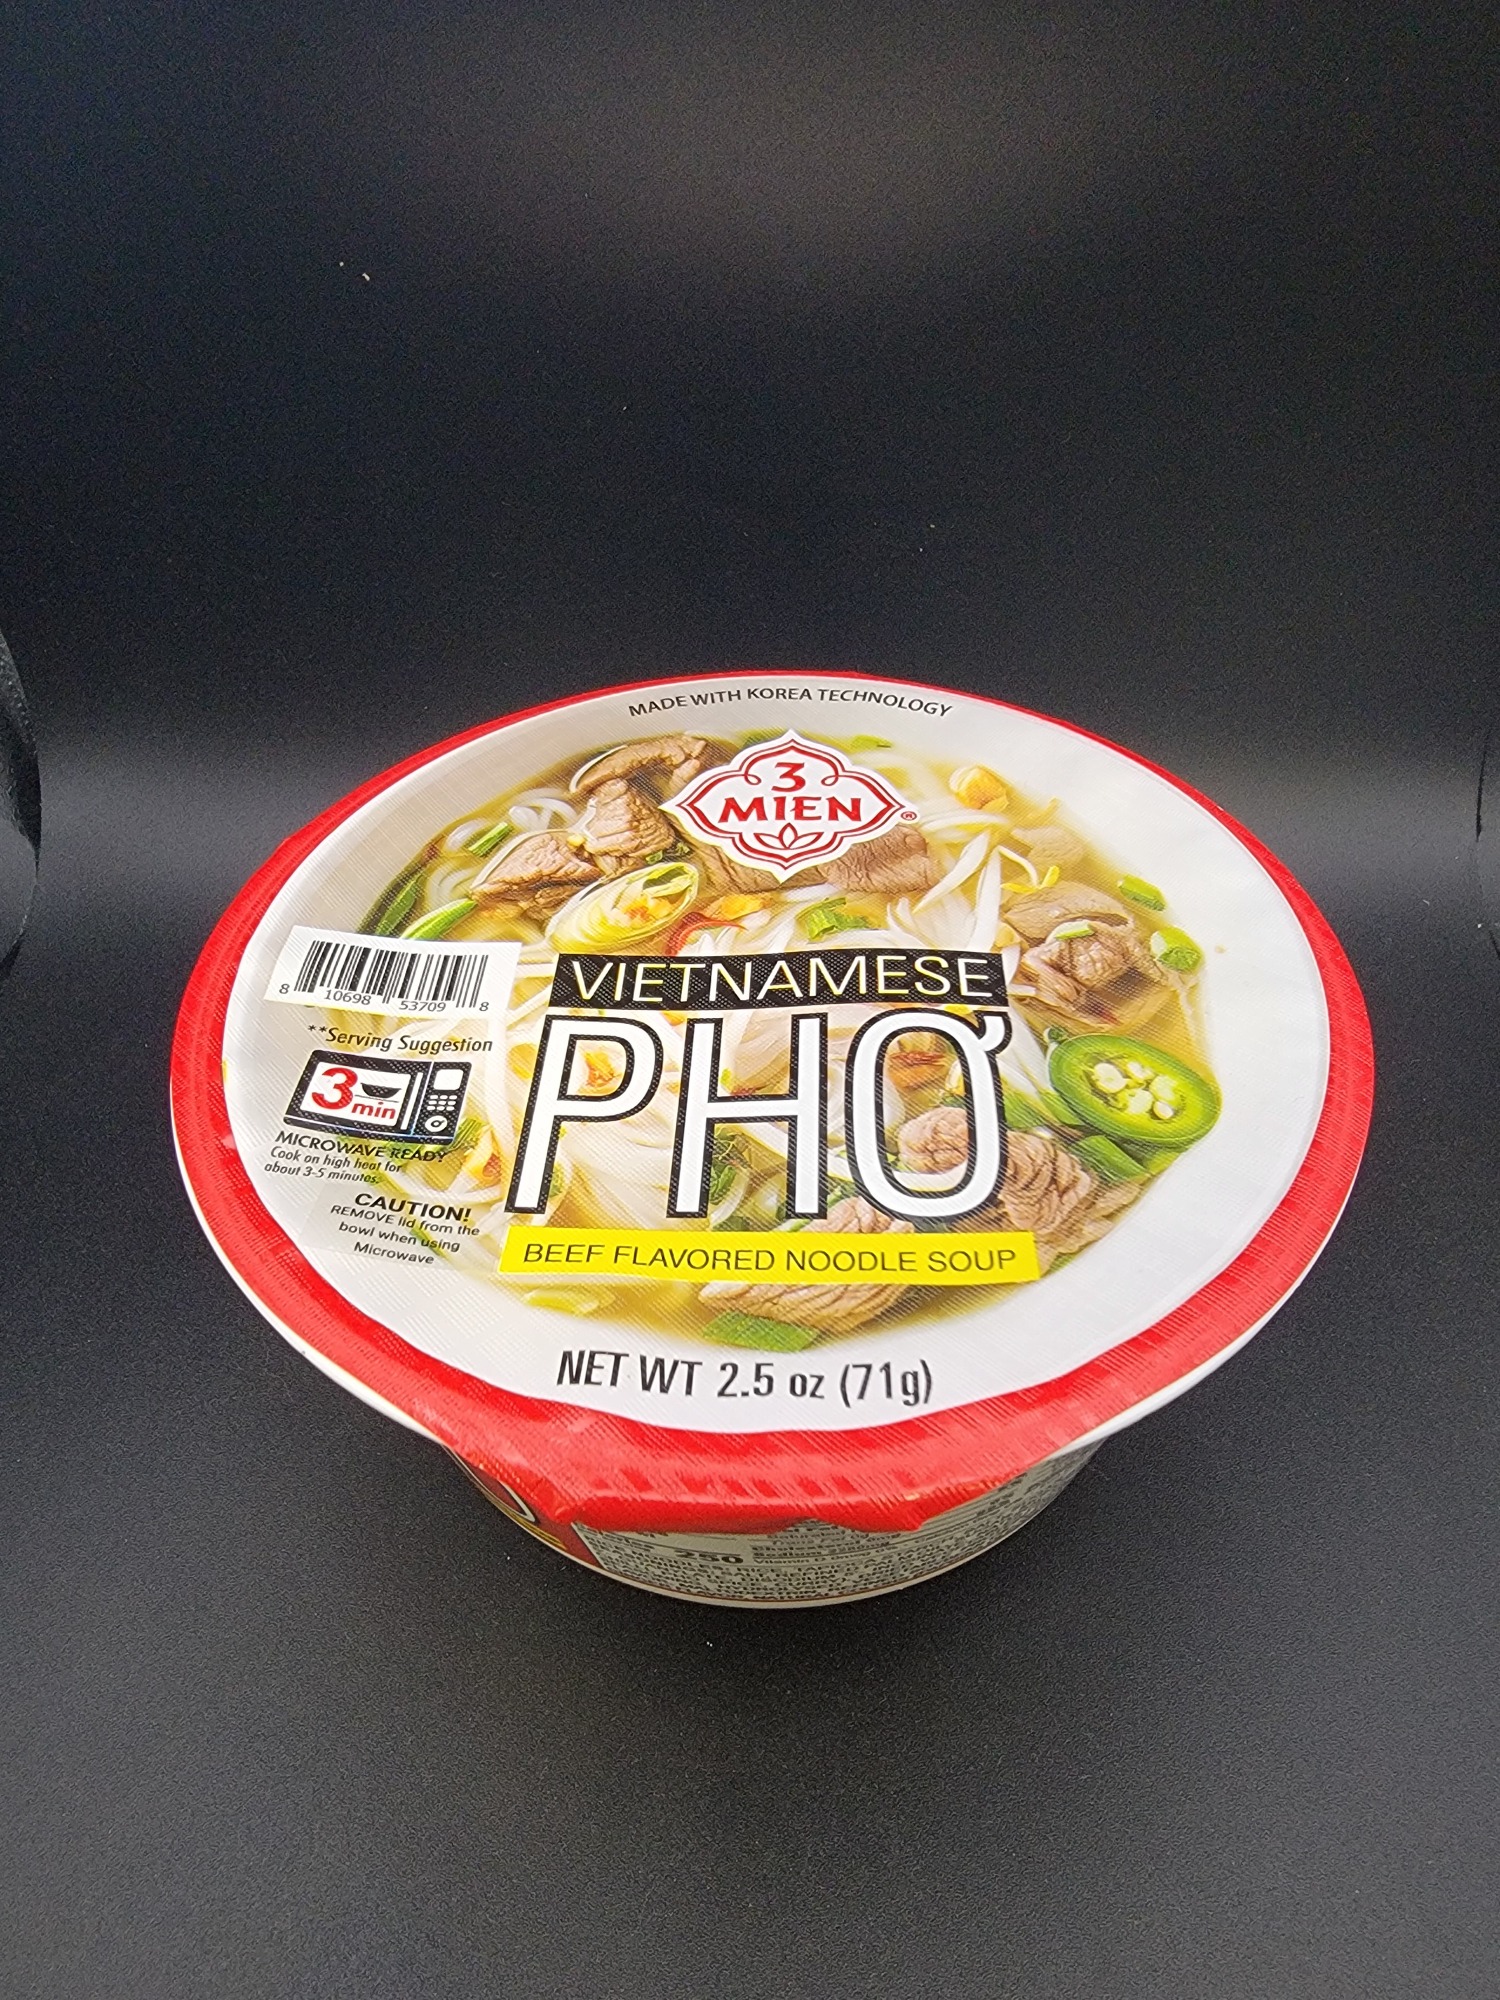 MADE WITH KOREA TECHNOLOGY
3
MIEN®
8 10698 53709 8
**Serving Suggestion
3 min
MICROWAVE READY
Cook on high heat for
about 3-5 minutes.
CAUTION!
REMOVE lid from the
bowl when using
Microwave
VIETNAMESE
PHỞ
BEEF FLAVORED NOODLE SOUP
NET WT 2.5 oz (71g)
250